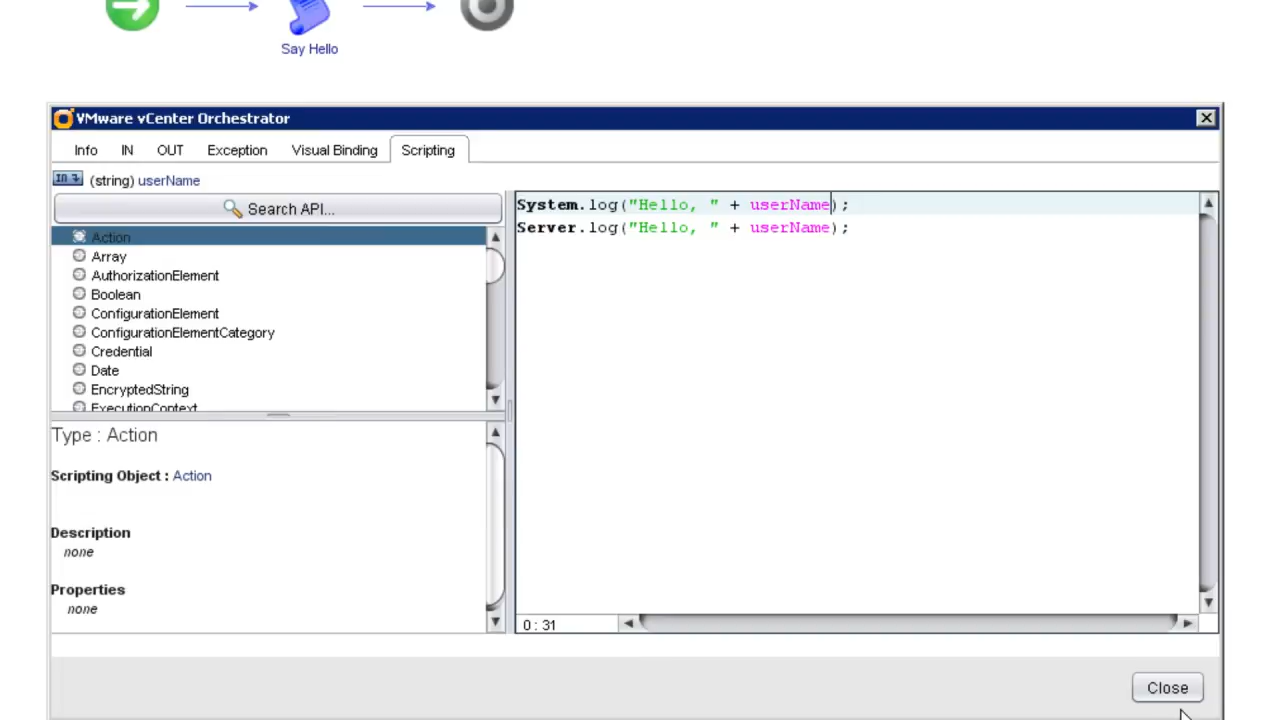 Say Hello
VMware vCenter Orchestrator
Info IN OUT Exception Visual Binding Scripting
IN (string) userName
Search API...
System.log("Hello, " + userName);
Server.log("Hello, " + userName);
Action
Array
AuthorizationElement
Boolean
ConfigurationElement
ConfigurationElementCategory
Credential
Date
EncryptedString
ExecutionContext
Type : Action
Scripting Object : Action
Description
none
Properties
none
0 : 31
Close